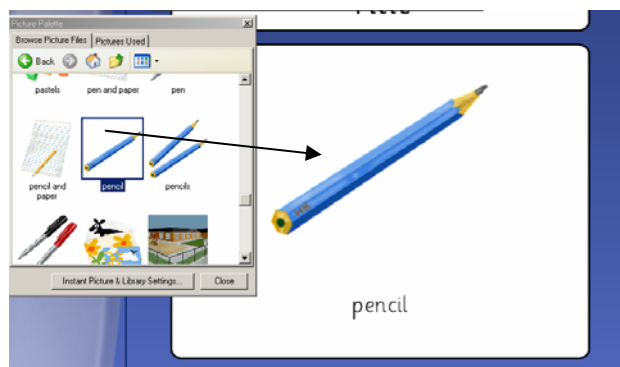 Picture Palette
Browse Picture Files Pictures Used
Back
pastels pen and paper pen
pencil and
paper
pencil pencils
Instant Picture & Library Settings... Close
HB
pencil